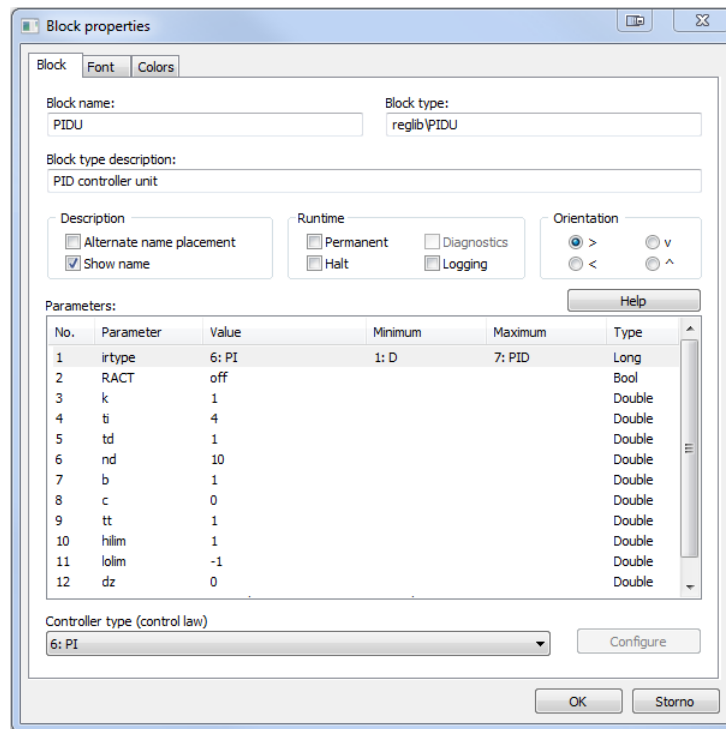 Block properties
Block Font Colors
Block name: Block type:
PIDU reglib\PIDU
Block type description:
PID controller unit
Description Runtime Orientation
Alternate name placement Permanent Diagnostics > v
Show name Halt Logging < ^
Parameters: Help
No. Parameter Value Minimum Maximum Type
1 irtype 6: PI 1: D 7: PID Long
2 RACT off Bool
3 k 1 Double
4 ti 4 Double
5 td 1 Double
6 nd 10 Double
7 b 1 Double
8 c 0 Double
9 tt 1 Double
10 hilim 1 Double
11 lolim -1 Double
12 dz 0 Double
Controller type (control law)
6: PI Configure
OK Storno